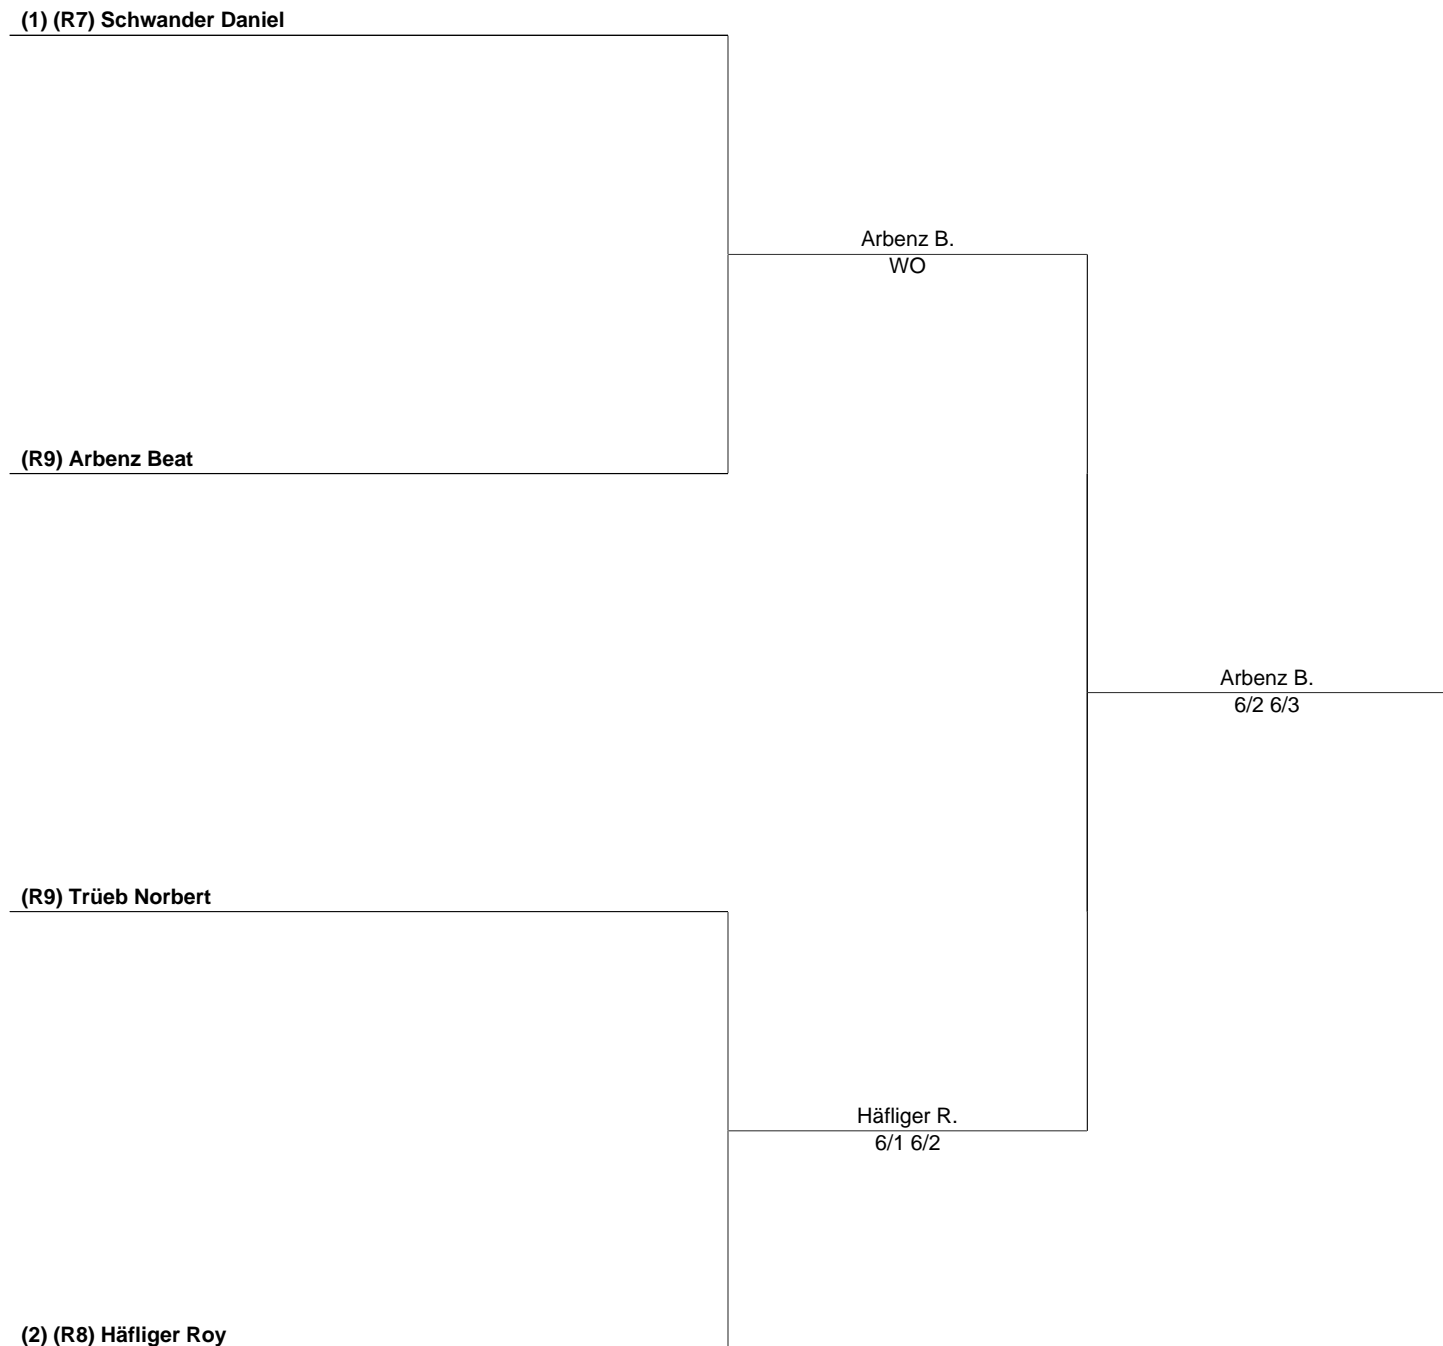 (1) (R7) Schwander Daniel
Arbenz B.
WO
(R9) Arbenz Beat
Arbenz B.
6/2 6/3
(R9) Trüeb Norbert
Häfliger R.
6/1 6/2
(2) (R8) Häfliger Roy